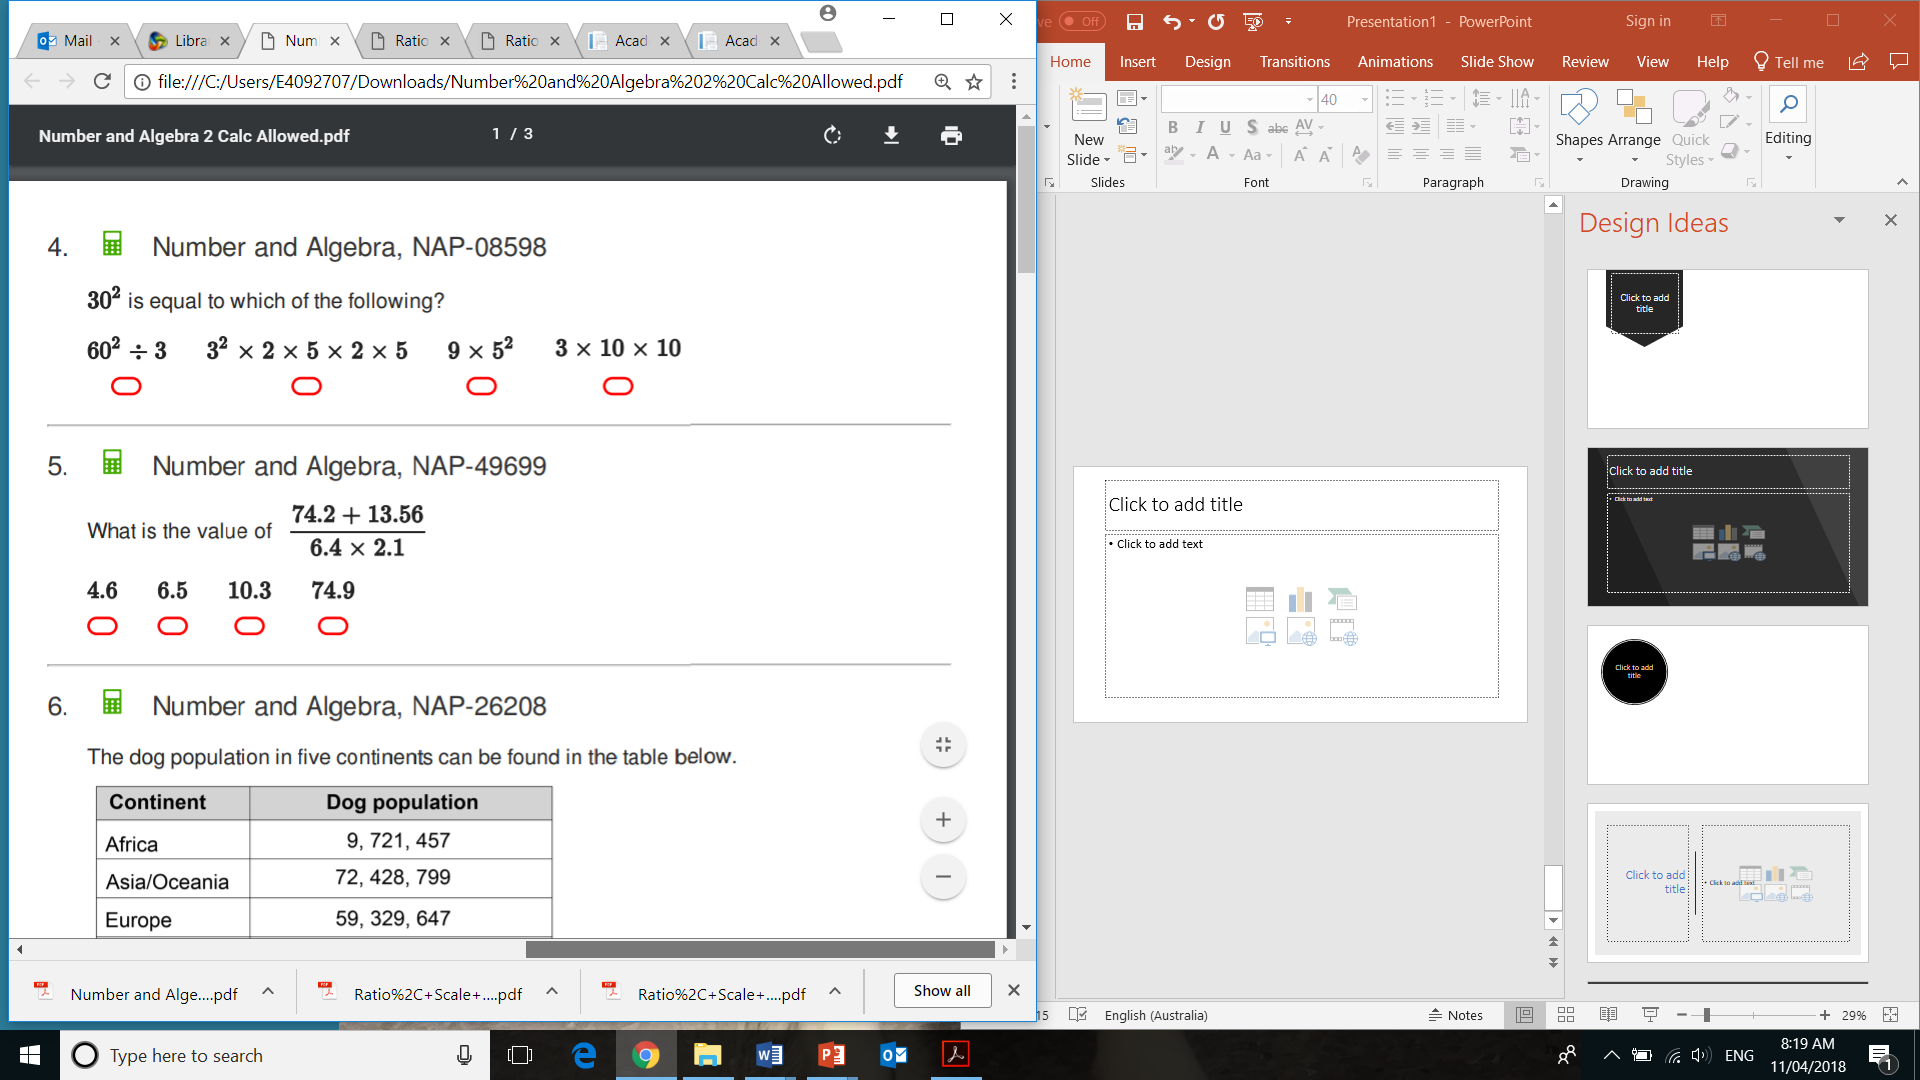 Mail
Libra
Num
Ratio
Ratio
Acad
Acad
file:///C:/Users/E4092707/Downloads/Number%20and%20Algebra%202%20Calc%20Allowed.pdf
Number and Algebra 2 Calc Allowed.pdf
1 / 3
4. Number and Algebra, NAP-08598
30² is equal to which of the following?
60² ÷ 3 3² × 2 × 5 × 2 × 5 9 × 5² 3 × 10 × 10
5. Number and Algebra, NAP-49699
What is the value of
74.2 + 13.56
6.4 × 2.1
4.6 6.5 10.3 74.9
6. Number and Algebra, NAP-26208
The dog population in five continents can be found in the table below.
Continent Dog population
Africa 9, 721, 457
Asia/Oceania 72, 428, 799
Europe 59, 329, 647
Number and Alge....pdf
Ratio%2C+Scale+....pdf
Ratio%2C+Scale+....pdf
Show all
ve Off
Presentation1 - PowerPoint
Sign in
Home Insert Design Transitions Animations Slide Show Review View Help Tell me
New
Slide
Slides
40
B I U S abc AV
A Aa A A
Font
Paragraph
Shapes Arrange Quick
Styles
Drawing
Editing
Click to add title
• Click to add text
Design Ideas
Click to add
title
Click to add title
• Click to add text
Click to add
title
Click to add
title
• Click to add text
15
English (Australia)
Notes
29%
Type here to search
ENG
8:19 AM
11/04/2018
1